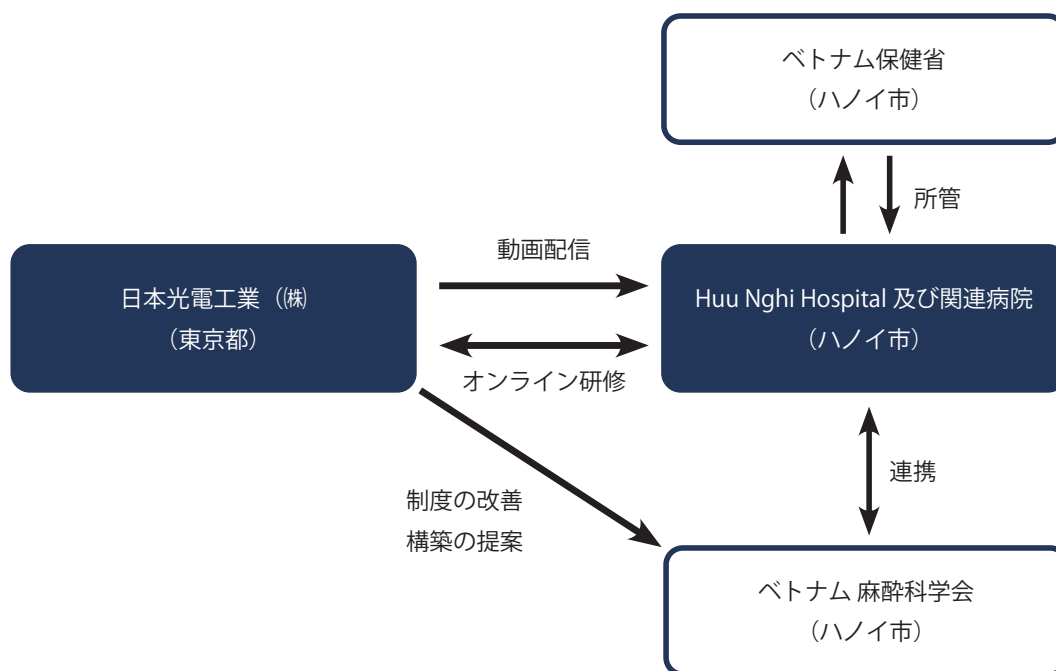 ベトナム保健省
（ハノイ市）
所管
動画配信
日本光電工業（㈱
（東京都）
Huu Nghi Hospital 及び関連病院
（ハノイ市）
オンライン研修
連携
制度の改善
構築の提案
ベトナム 麻酔科学会
（ハノイ市）